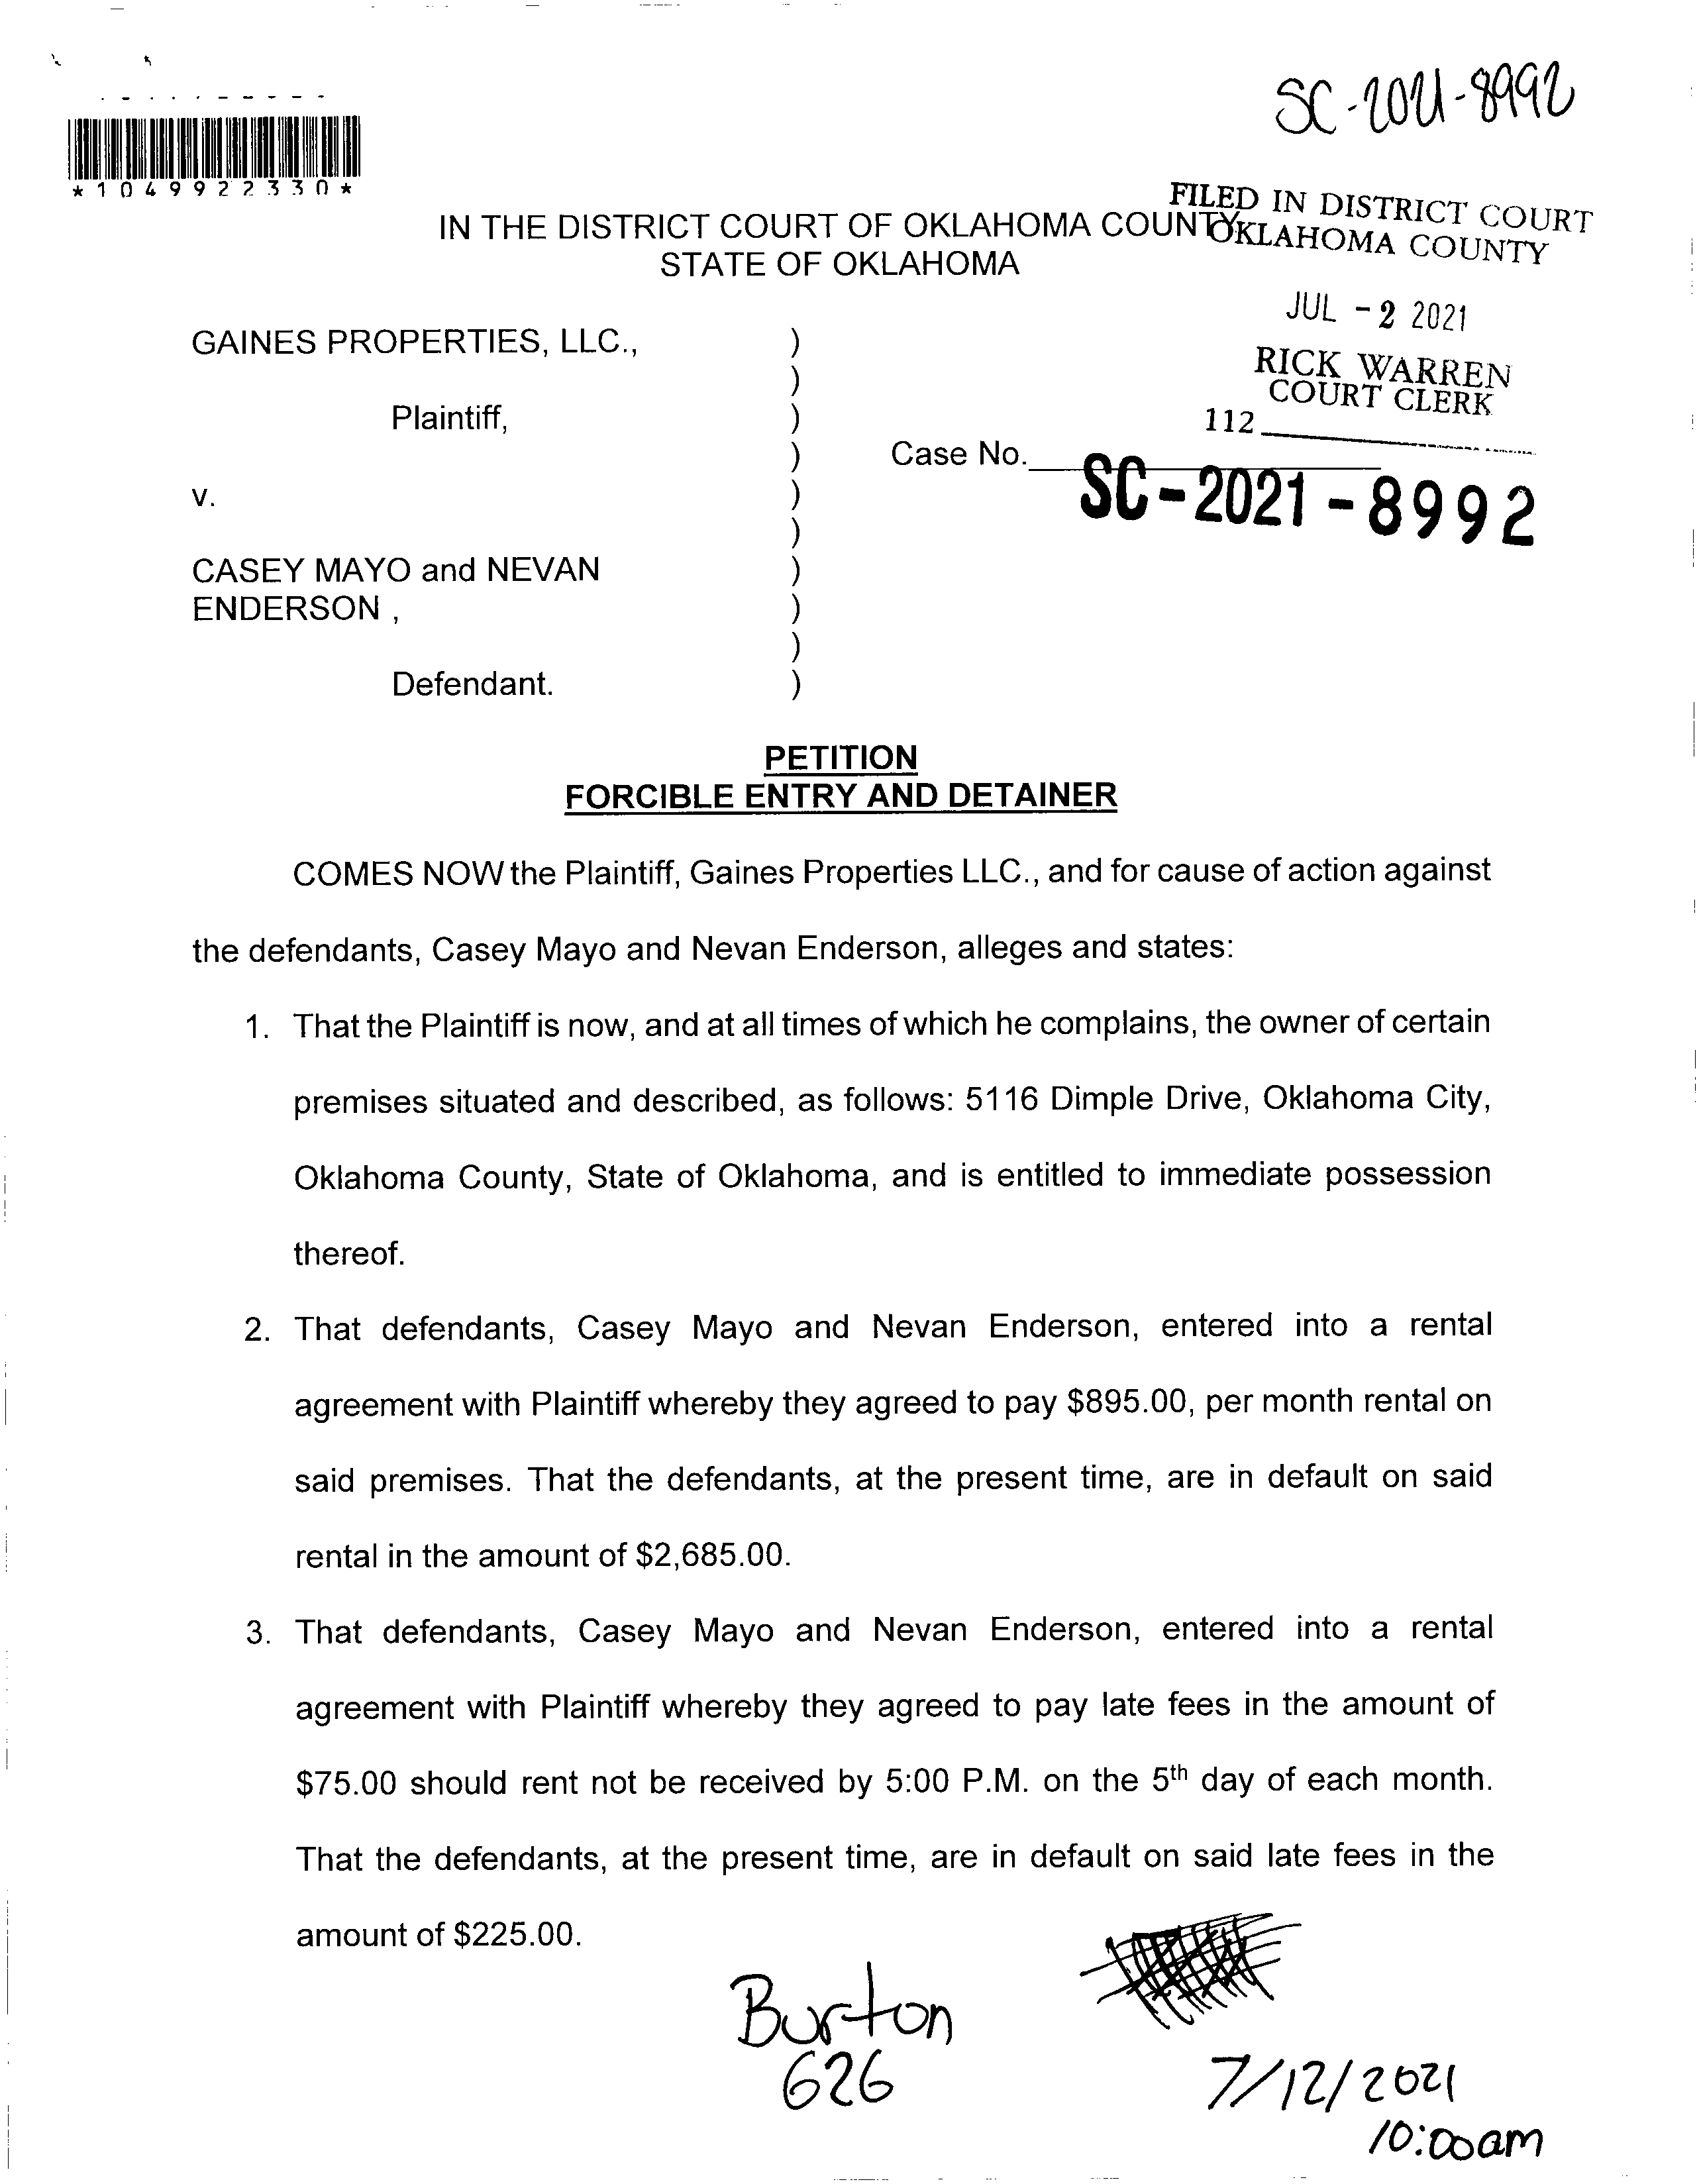 SC-2021-8992
*1049922330*
FILED IN DISTRICT COURT
OKLAHOMA COUNTY
IN THE DISTRICT COURT OF OKLAHOMA COUNTY
STATE OF OKLAHOMA
JUL -2 2021
RICK WARREN
COURT CLERK
112
GAINES PROPERTIES, LLC., )
)
Plaintiff, )
) Case No. SC-2021-8992
v. )
)
CASEY MAYO and NEVAN )
ENDERSON , )
)
Defendant. )
PETITION
FORCIBLE ENTRY AND DETAINER
COMES NOW the Plaintiff, Gaines Properties LLC., and for cause of action against
the defendants, Casey Mayo and Nevan Enderson, alleges and states:
1. That the Plaintiff is now, and at all times of which he complains, the owner of certain
premises situated and described, as follows: 5116 Dimple Drive, Oklahoma City,
Oklahoma County, State of Oklahoma, and is entitled to immediate possession
thereof.
2. That defendants, Casey Mayo and Nevan Enderson, entered into a rental
agreement with Plaintiff whereby they agreed to pay $895.00, per month rental on
said premises. That the defendants, at the present time, are in default on said
rental in the amount of $2,685.00.
3. That defendants, Casey Mayo and Nevan Enderson, entered into a rental
agreement with Plaintiff whereby they agreed to pay late fees in the amount of
$75.00 should rent not be received by 5:00 P.M. on the 5th day of each month.
That the defendants, at the present time, are in default on said late fees in the
amount of $225.00.
Burton
626
7/12/2021
10:00am